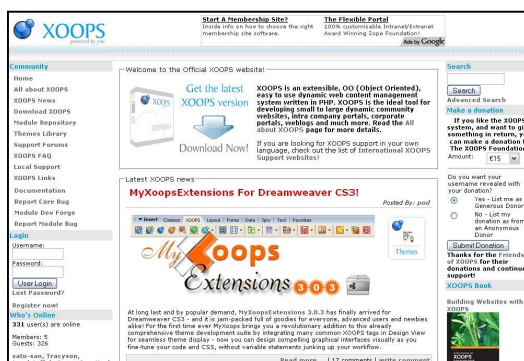 XOOPS
powered by you
Start A Membership Site?
Inside info on how to choose the right
membership site software.
The Flexible Portal
100% customisable Intranet/Extranet
Award Winning Zope Foundation!
Ads by Google
Community
Home
All about XOOPS
XOOPS News
Download XOOPS
Module Repository
Themes Library
Support Forums
XOOPS FAQ
Local Support
XOOPS Links
Documentation
Report Core Bug
Module Dev Forge
Report Module Bug
Login
Username:
Password:
User Login
Lost Password?
Register now!
Who's Online
331 user(s) are online
Members: 5
Guests: 326
sato-san, Tracyson,
Welcome to the Official XOOPS website!
XOOPS
Get the latest
XOOPS version
Download Now!
XOOPS is an extensible, OO (Object Oriented),
easy to use dynamic web content management
system written in PHP. XOOPS is the ideal tool for
developing small to large dynamic community
websites, intra company portals, corporate
portals, weblogs and much more. Read the All
about XOOPS page for more details.
If you are looking for XOOPS support in your own
language, check out the list of International XOOPS
Support websites!
Latest XOOPS news
MyXoopsExtensions For Dreamweaver CS3!
Posted By: pod
Insert Common XOOPS Layout Forms Data Spry Text Favorites
My Xoops
Extensions 3 0 3
Themes
At long last and by popular demand, MyXoopsExtensions 3.0.3 has finally arrived for
Dreamweaver CS3 - and it is jam-packed full of goodies for everyone, advanced users and newbies
alike! For the first time ever MyXoops brings you a revolutionary addition to this already
comprehensive theme development suite by integrating many common XOOPS tags in Design View
for seamless theme display - now you can design compelling graphical interfaces visually as you
fine-tune your code and CSS, without variable statements junking up your workflow.
Read more | 17 comments | write comment
Search
Search
Advanced Search
Make a donation
If you like the XOOPS
system, and want to gi
something in return, y
can make a donation t
The XOOPS Foundatio
Amount: €15
Do you want your
username revealed with
your donation?
Yes - List me as
Generous Donor
No - List my
donation as from
an Anonymous
Donor
Submit Donation
Thanks for the Friends
of XOOPS for their
donations and continue
support!
XOOPS Book
Building Websites with
XOOPS
XOOPS